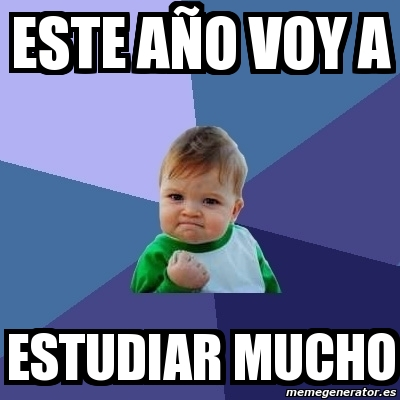 ESTE AÑO VOY A
ESTUDIAR MUCHO
memegenerator.es